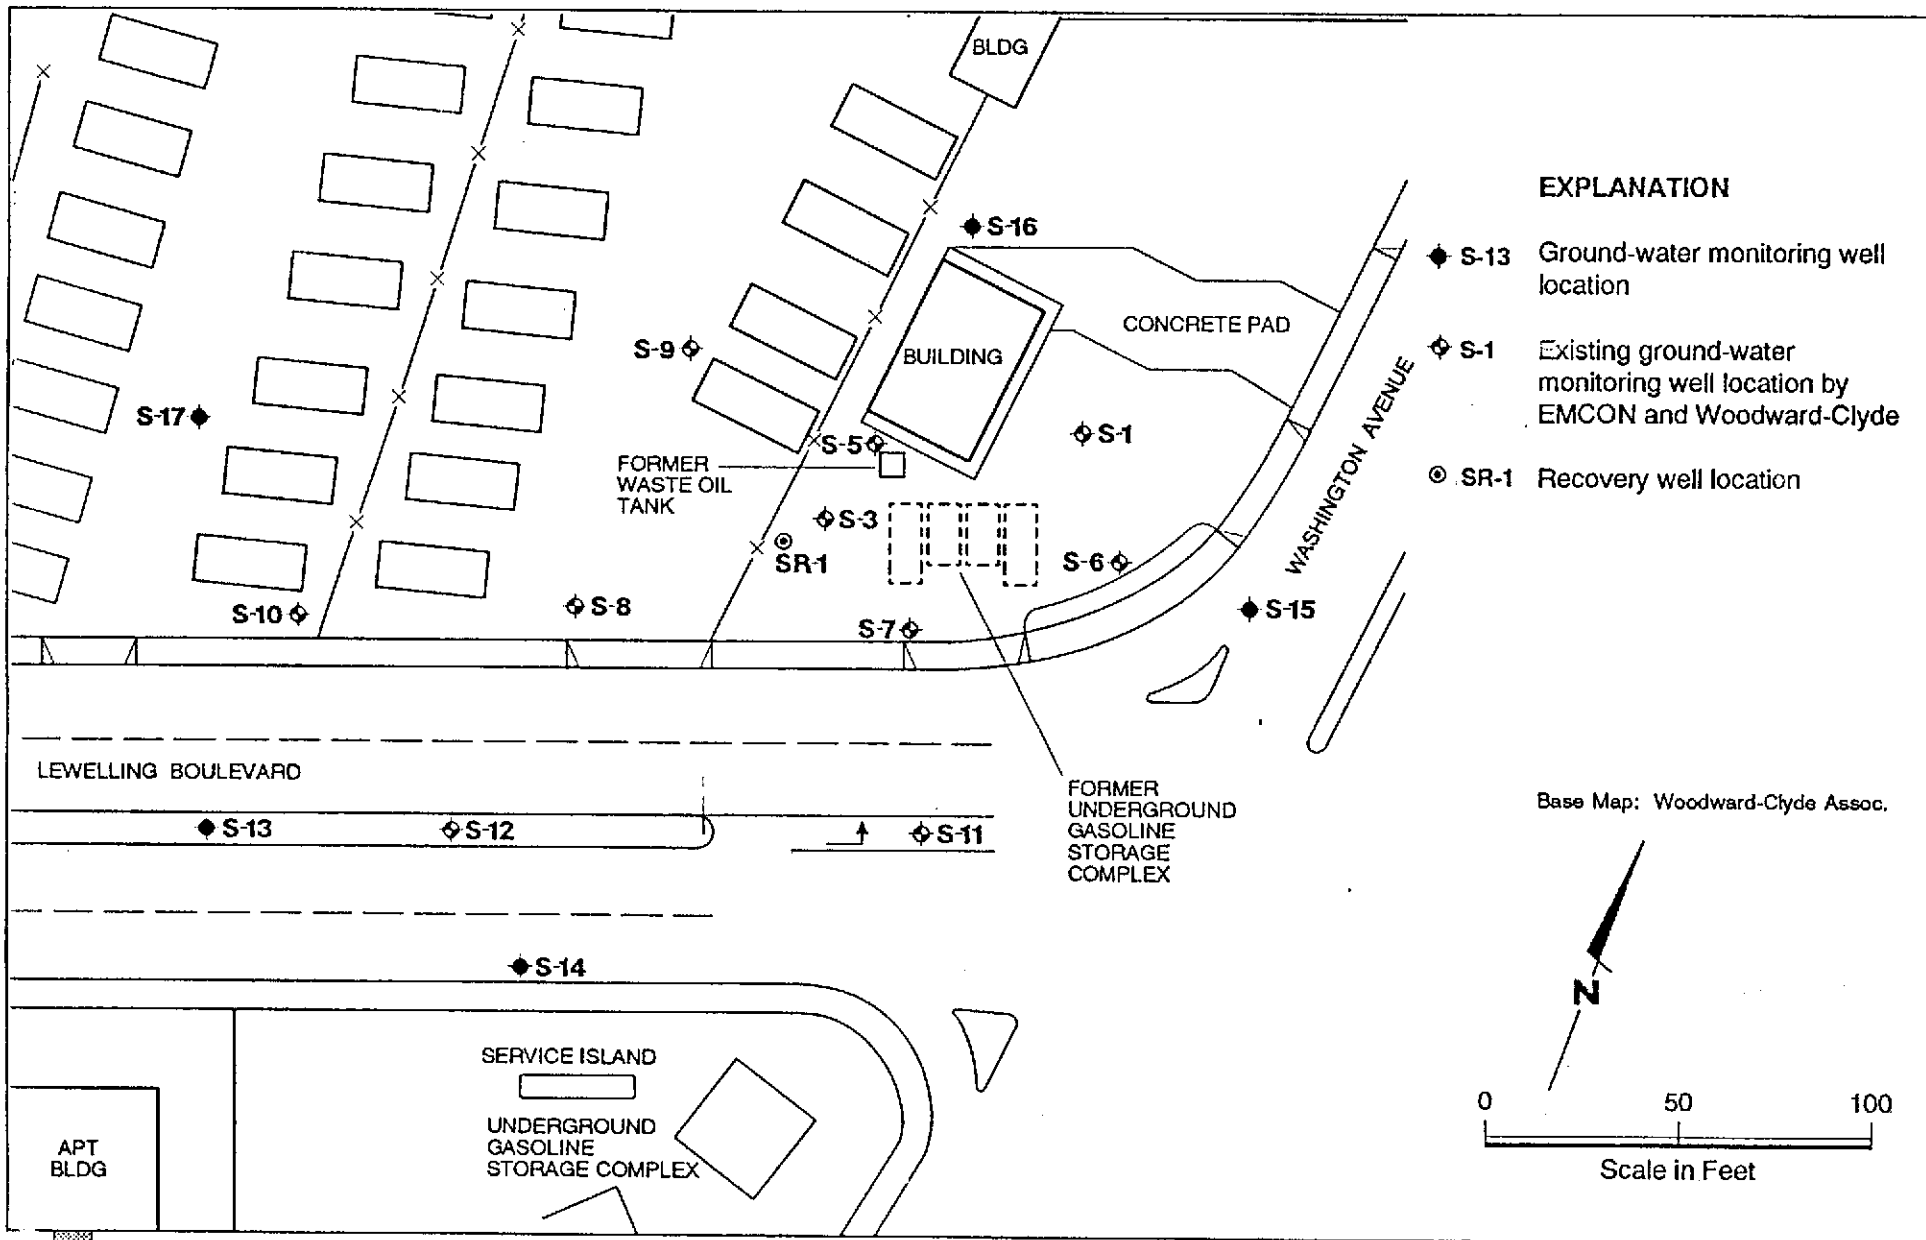 BLDG
EXPLANATION
S-16
S-13 Ground-water monitoring well
location
CONCRETE PAD
S-9
BUILDING
S-1 Existing ground-water
monitoring well location by
EMCON and Woodward-Clyde
S-17
S-5
S-1
WASHINGTON AVENUE
FORMER
WASTE OIL
TANK
SR-1 Recovery well location
S-3
SR-1
S-6
S-10
S-8
S-7
S-15
LEWELLING BOULEVARD
FORMER
UNDERGROUND
GASOLINE
STORAGE
COMPLEX
Base Map: Woodward-Clyde Assoc.
S-13
S-12
S-11
S-14
N
SERVICE ISLAND
UNDERGROUND
GASOLINE
STORAGE COMPLEX
APT
BLDG
0 50 100
Scale in Feet